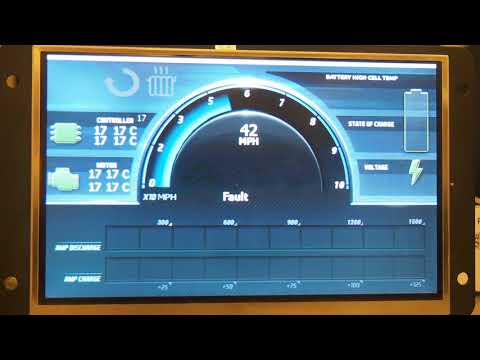 BATTERY HIGH CELL TEMP
CONTROLLER 17
17 17 C
17 17 C
STATE OF CHARGE
MOTOR
17 17 C
17 17 C
VOLTAGE
0 2 3 5 6 7 8 9 10
42
MPH
X10 MPH
Fault
300 600 900 1200 1500
AMP DISCHARGE
AMP CHARGE
+25 +50 +75 +100 +125